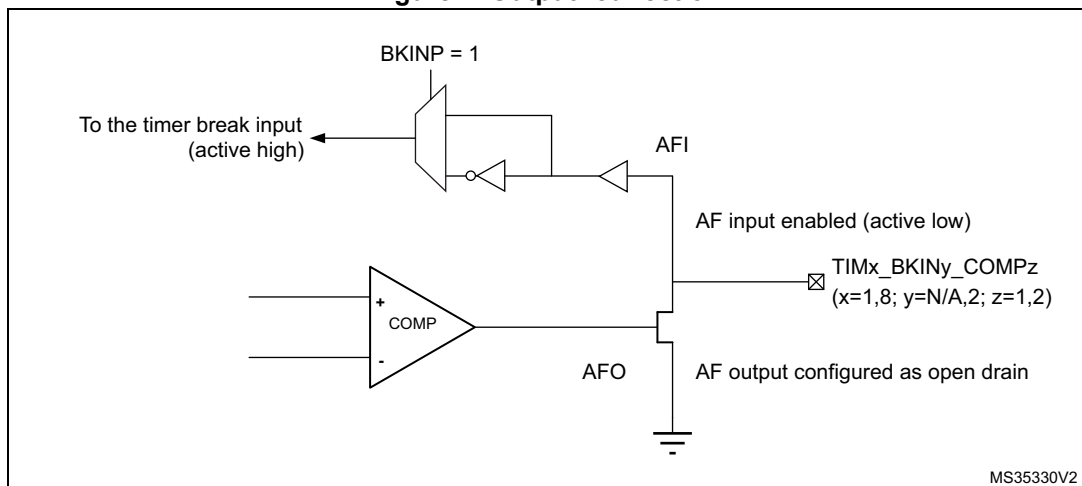 BKINP = 1
To the timer break input
(active high)
AFI
AF input enabled (active low)
TIMx_BKINy_COMPz
(x=1,8; y=N/A,2; z=1,2)
+
COMP
-
AFO
AF output configured as open drain
MS35330V2